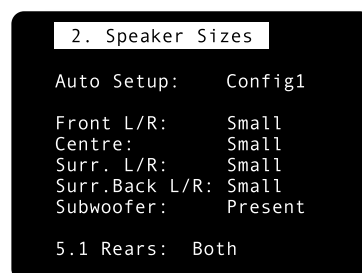 2. Speaker Sizes
Auto Setup: Config1
Front L/R: Small
Centre: Small
Surr. L/R: Small
Surr.Back L/R: Small
Subwoofer: Present
5.1 Rears: Both